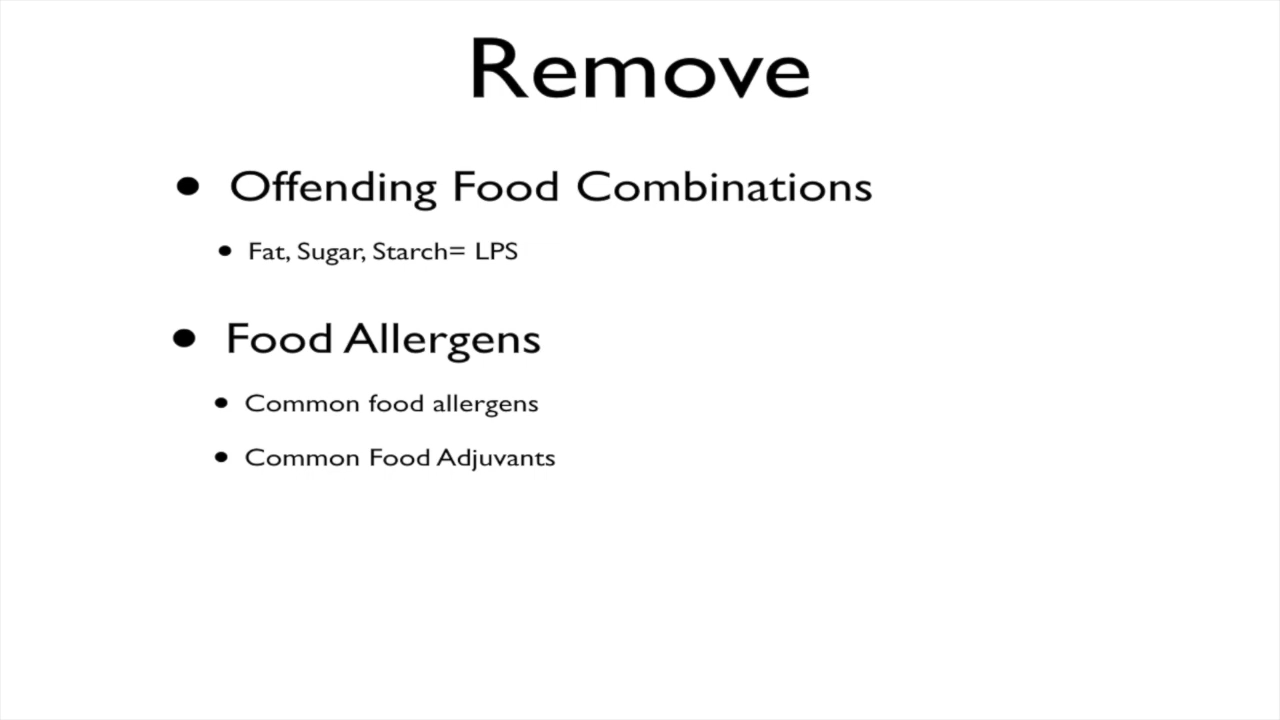 Remove
• Offending Food Combinations
• Fat, Sugar, Starch= LPS
• Food Allergens
• Common food allergens
• Common Food Adjuvants